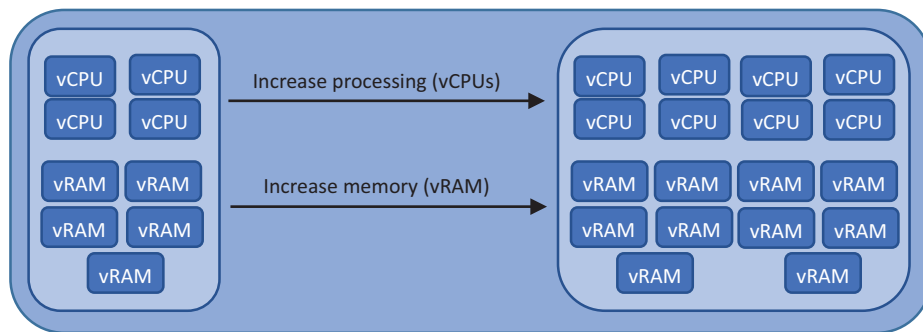 vCPU vCPU
vCPU vCPU
vRAM vRAM
vRAM vRAM
vRAM
Increase processing (vCPUs)
Increase memory (vRAM)
vCPU vCPU vCPU vCPU
vCPU vCPU vCPU vCPU
vRAM vRAM vRAM vRAM
vRAM vRAM vRAM vRAM
vRAM vRAM